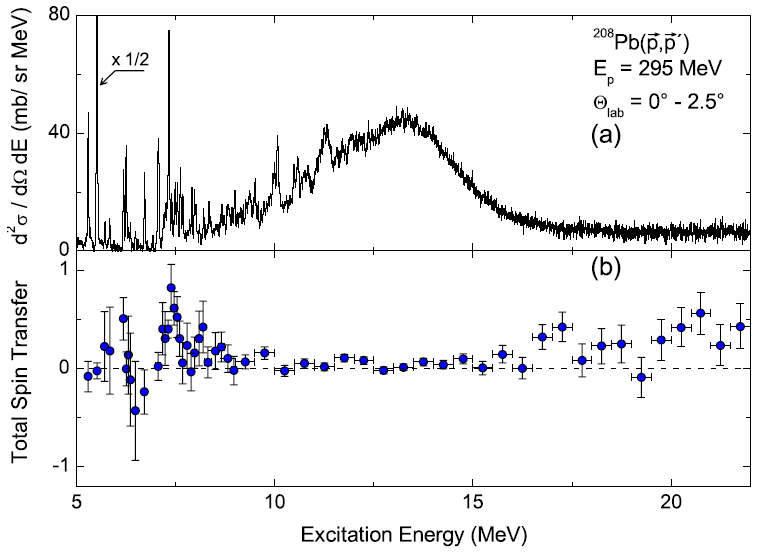 80
40
0
d²σ / dΩ dE (mb/ sr MeV)
x 1/2
²⁰⁸Pb(p⃗,p⃗´)
Eₚ = 295 MeV
Θlab = 0° - 2.5°
(a)
(b)
1
0
-1
Total Spin Transfer
5
10
15
20
Excitation Energy (MeV)